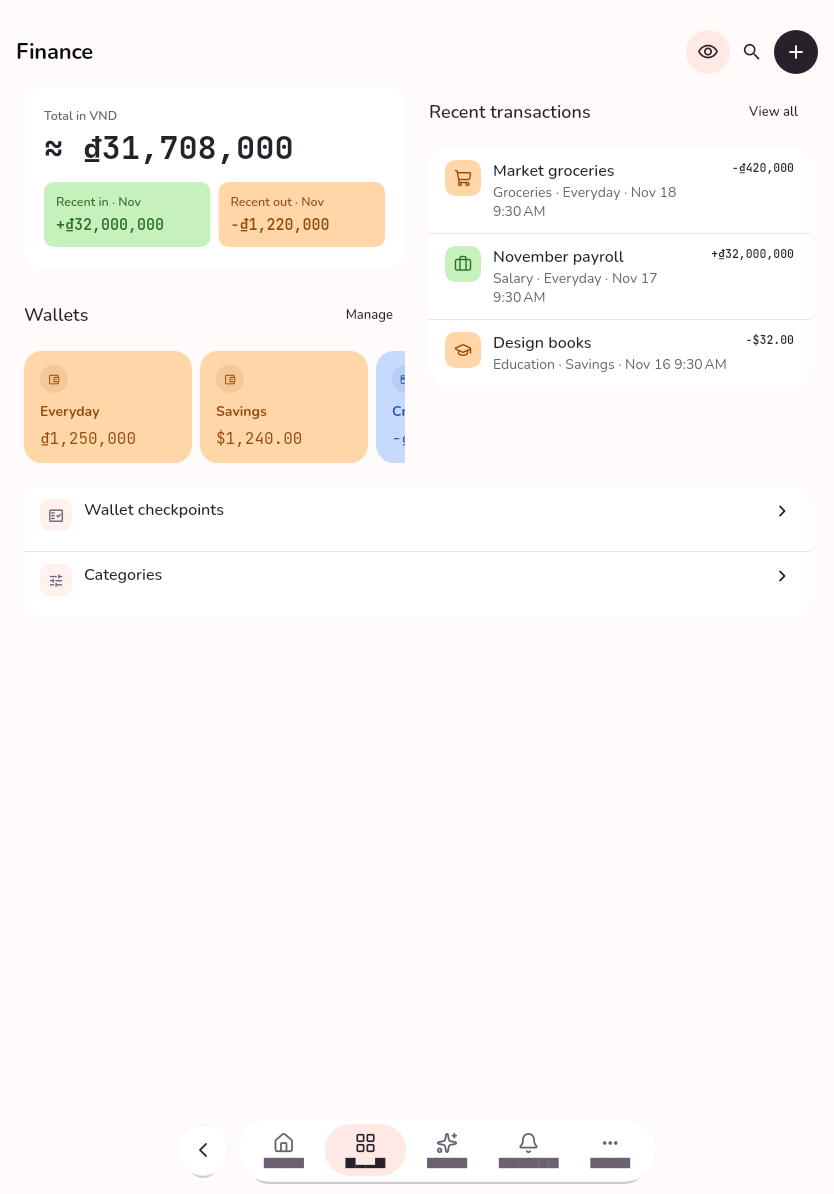 Finance
Total in VND
≈ ₫31,708,000
Recent in · Nov
+₫32,000,000
Recent out · Nov
-₫1,220,000
Wallets
Manage
Everyday
₫1,250,000
Savings
$1,240.00
Recent transactions
View all
Market groceries
-₫420,000
Groceries · Everyday · Nov 18
9:30 AM
November payroll
+₫32,000,000
Salary · Everyday · Nov 17
9:30 AM
Design books
-$32.00
Education · Savings · Nov 16 9:30 AM
Wallet checkpoints
Categories